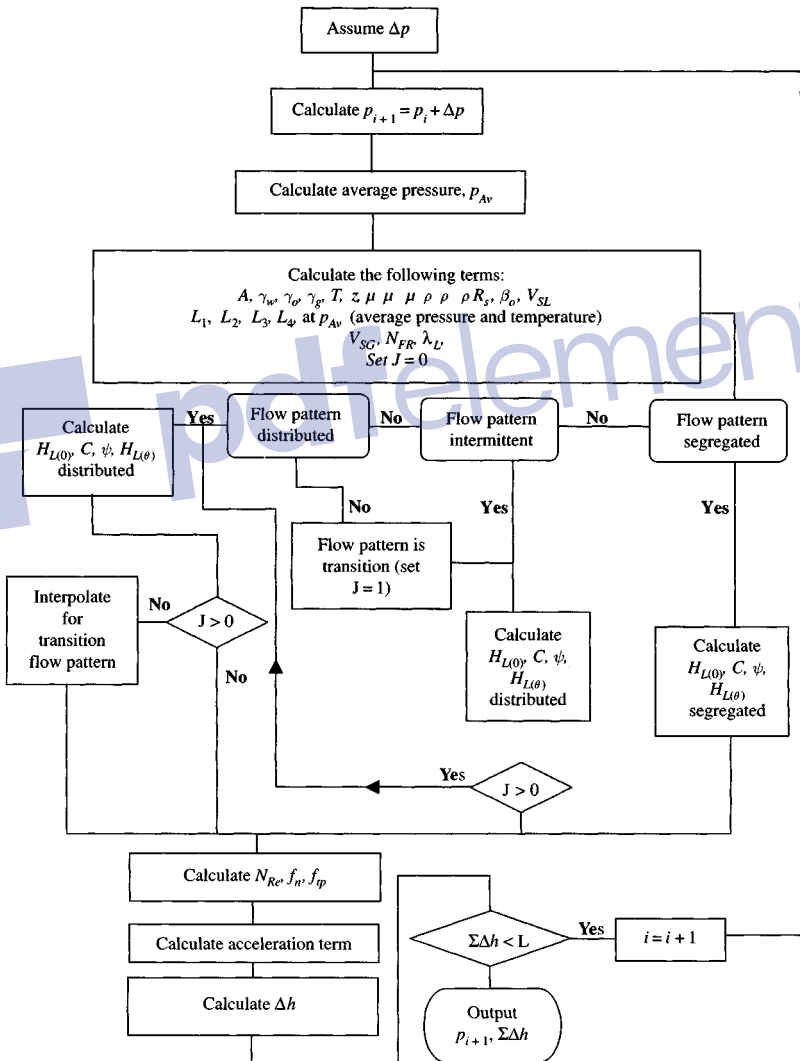 Assume Δp
Calculate p_{i+1} = p_i + Δp
Calculate average pressure, p_{Av}
Calculate the following terms:
A, γ_w, γ_o, γ_g, T, z, μ μ μ ρ ρ ρ R_s, β_o, V_{SL}
L_1, L_2, L_3, L_4, at p_{Av} (average pressure and temperature)
V_{SG}, N_{FR}, λ_L,
Set J = 0
Calculate
H_{L(0)}, C, ψ, H_{L(θ)}
distributed
Yes
Flow pattern
distributed
No
Flow pattern
intermittent
No
Flow pattern
segregated
No
Yes
Yes
Flow pattern is
transition (set
J = 1)
Interpolate
for
transition
flow pattern
No
J > 0
No
Calculate
H_{L(0)}, C, ψ,
H_{L(θ)}
distributed
Calculate
H_{L(0)}, C, ψ,
H_{L(θ)}
segregated
Yes
J > 0
Calculate N_{Re}, f_n, f_{tp}
Calculate acceleration term
Calculate Δh
ΣΔh < L
Yes
i = i + 1
Output
p_{i+1}, ΣΔh
pdfelement